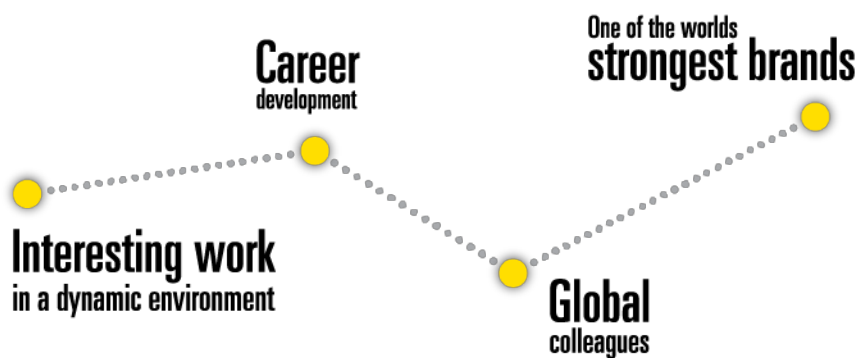 Interesting work
in a dynamic environment
Career
development
Global
colleagues
One of the worlds
strongest brands